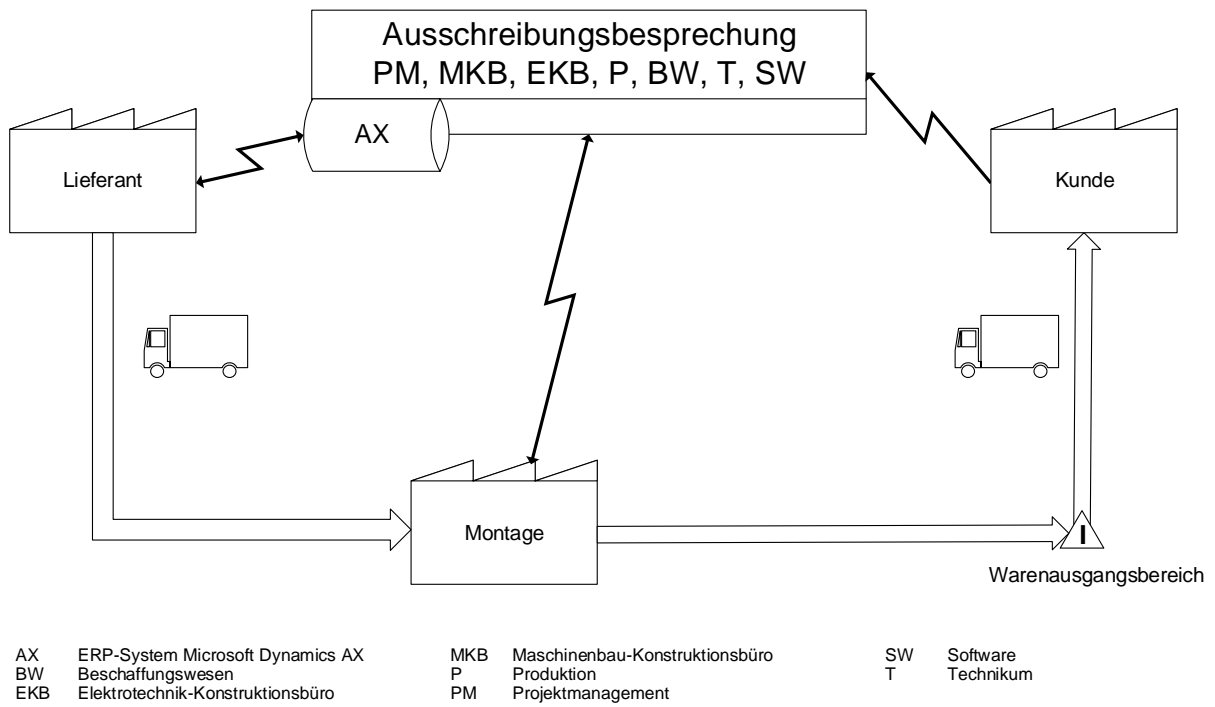 Ausschreibungsbesprechung
PM, MKB, EKB, P, BW, T, SW
AX
Lieferant
Kunde
Montage
I
Warenausgangsbereich
AX ERP-System Microsoft Dynamics AX
BW Beschaffungswesen
EKB Elektrotechnik-Konstruktionsbüro
MKB Maschinenbau-Konstruktionsbüro
P Produktion
PM Projektmanagement
SW Software
T Technikum